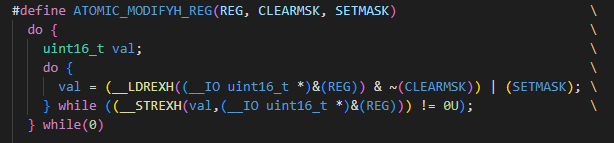 #define ATOMIC_MODIFYH_REG(REG, CLEARMSK, SETMASK)                          \
  do {                                                                     \
    uint16_t val;                                                          \
    do {                                                                   \
      val = (__LDREXH((__IO uint16_t *)&(REG)) & ~(CLEARMSK)) | (SETMASK); \
    } while ((__STREXH(val,(__IO uint16_t *)&(REG))) != 0U);               \
  } while(0)